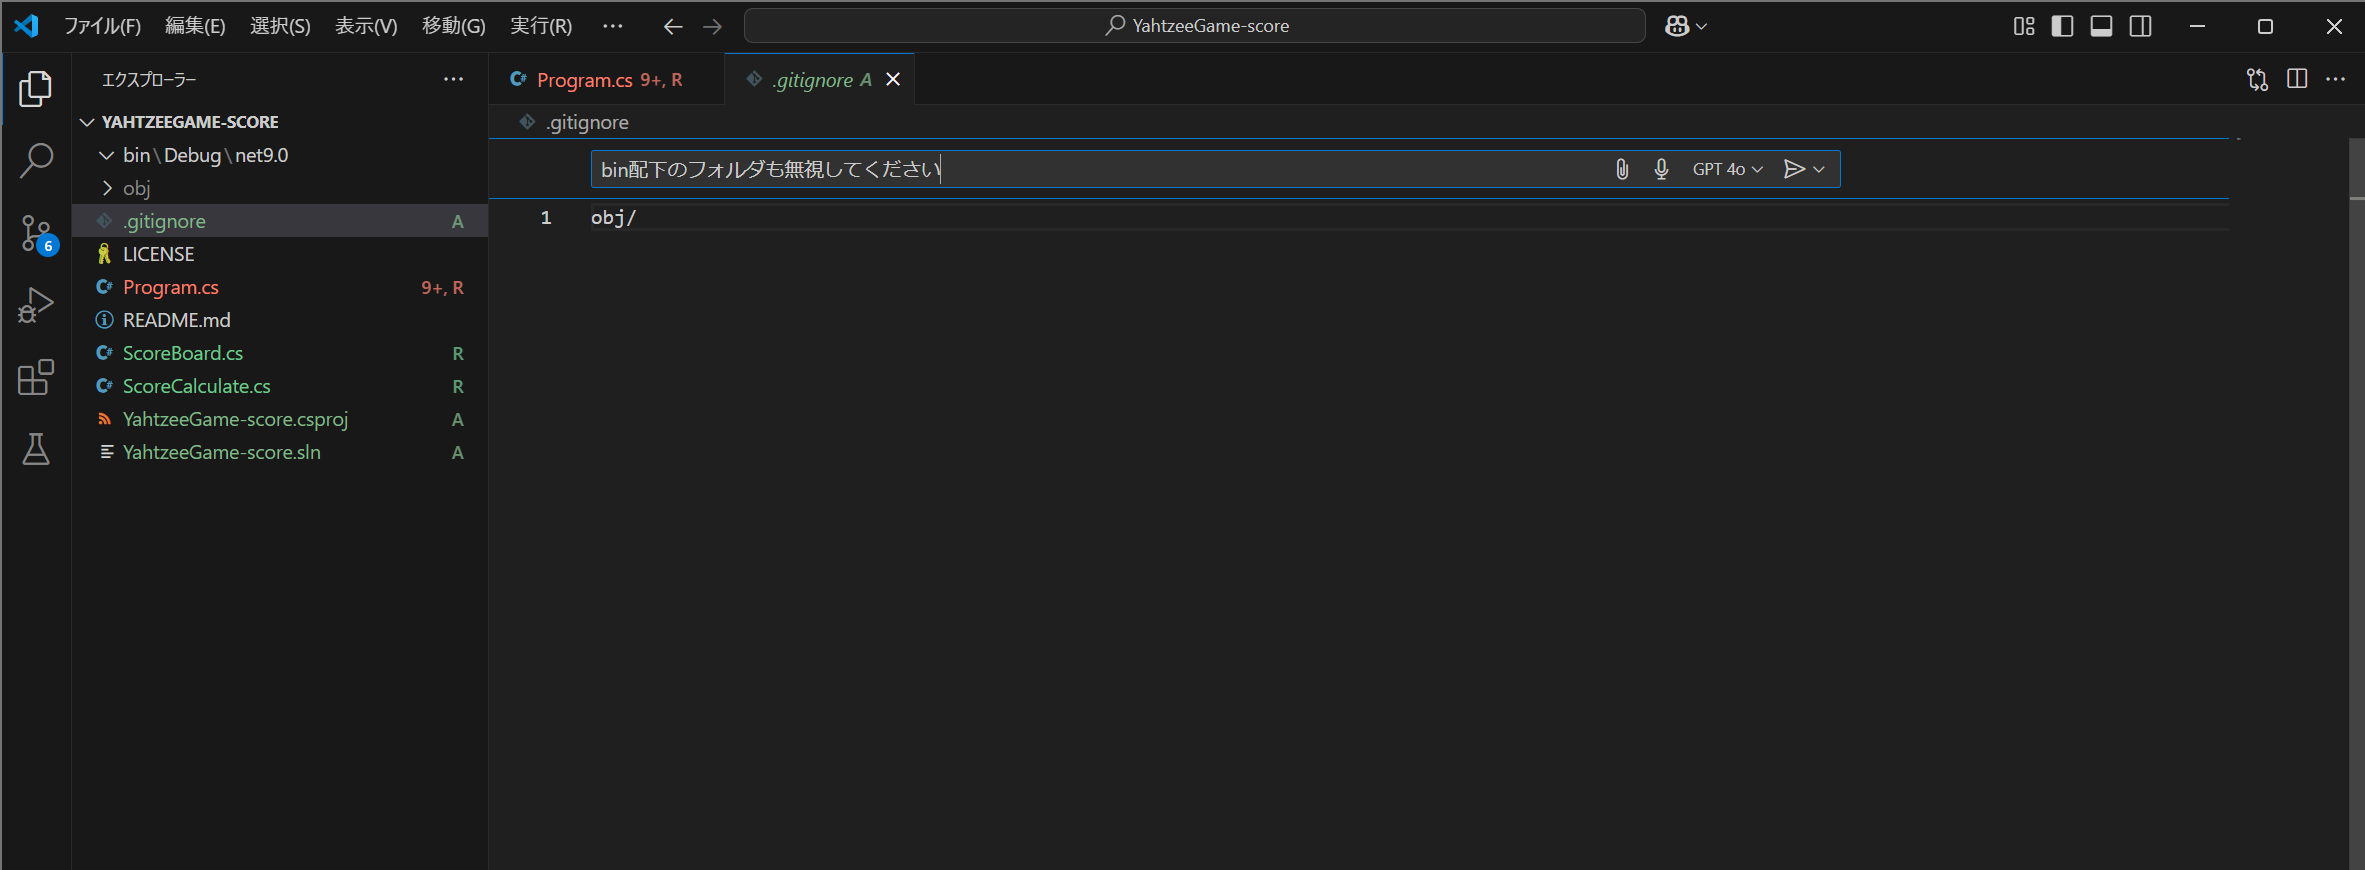 ファイル(F) 編集(E) 選択(S) 表示(V) 移動(G) 実行(R) ··· YahtzeeGame-score
エクスプローラー ···
YAHTZEEGAME-SCORE
bin\Debug\net9.0
obj
.gitignore A
LICENSE
Program.cs 9+, R
README.md
ScoreBoard.cs R
ScoreCalculate.cs R
YahtzeeGame-score.csproj A
YahtzeeGame-score.sln A
6
Program.cs 9+, R .gitignore A
.gitignore
bin配下のフォルダも無視してください GPT 4o
1 obj/